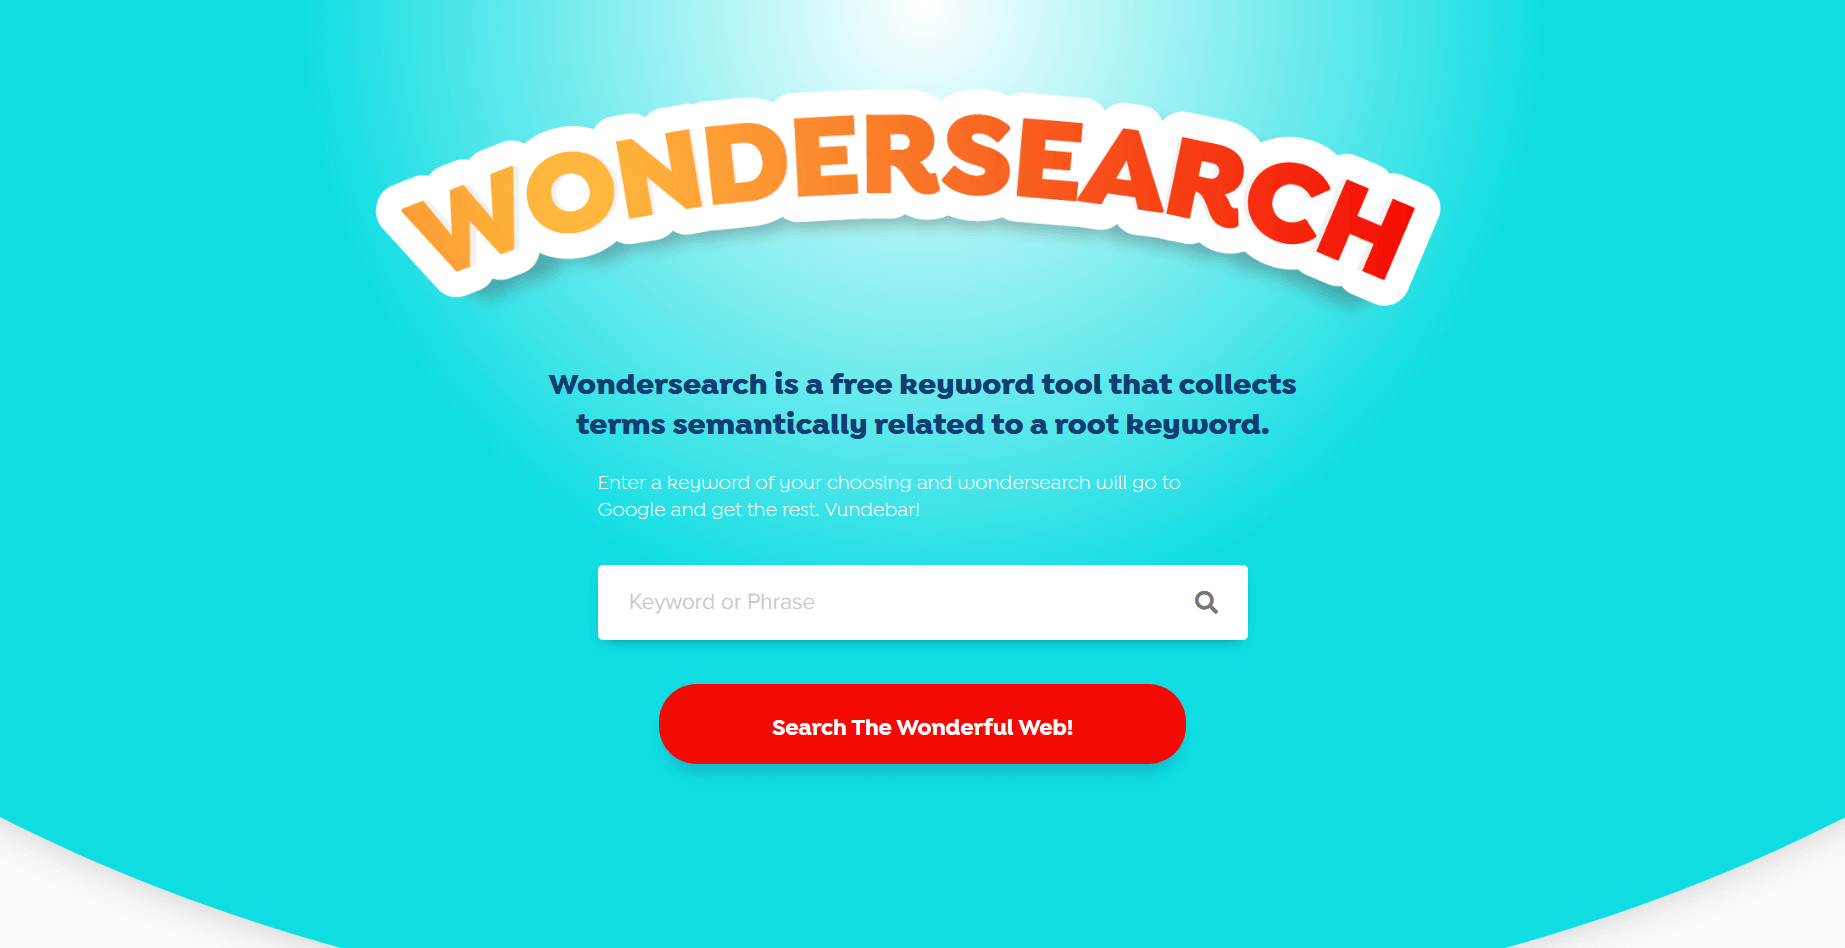 WONDERSEARCH
Wondersearch is a free keyword tool that collects
terms semantically related to a root keyword.
Enter a keyword of your choosing and wondersearch will go to
Google and get the rest. Vundebar!
Keyword or Phrase
Search The Wonderful Web!